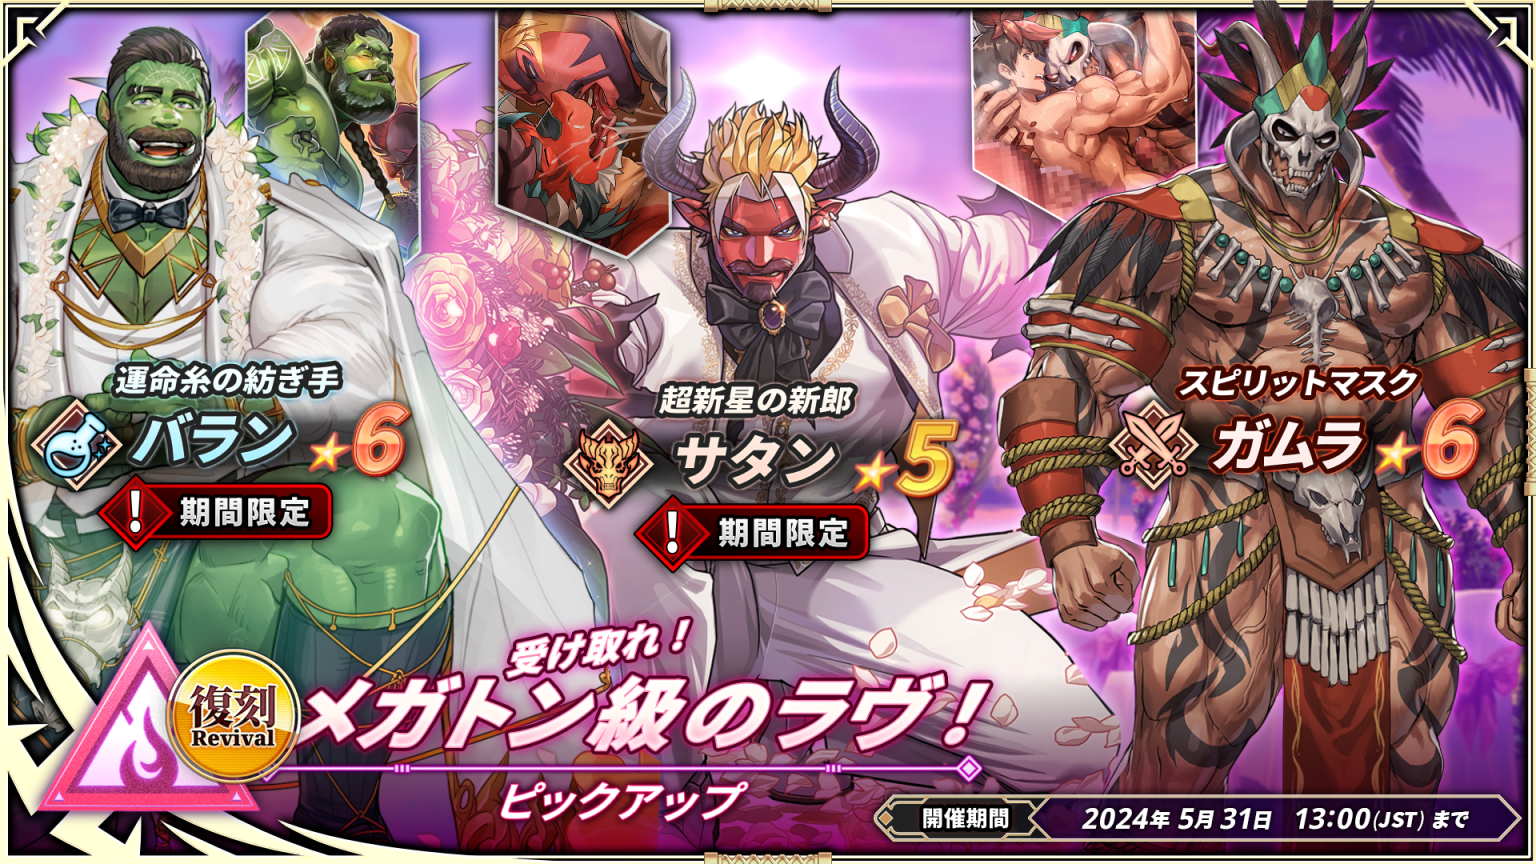 運命糸の紡ぎ手
バラン ★6
! 期間限定
超新星の新郎
サタン ★5
! 期間限定
スピリットマスク
ガムラ ★6
復刻
Revival
受け取れ!
メガトン級のラヴ!
ピックアップ
開催期間 2024年 5月 31日 13:00(JST) まで